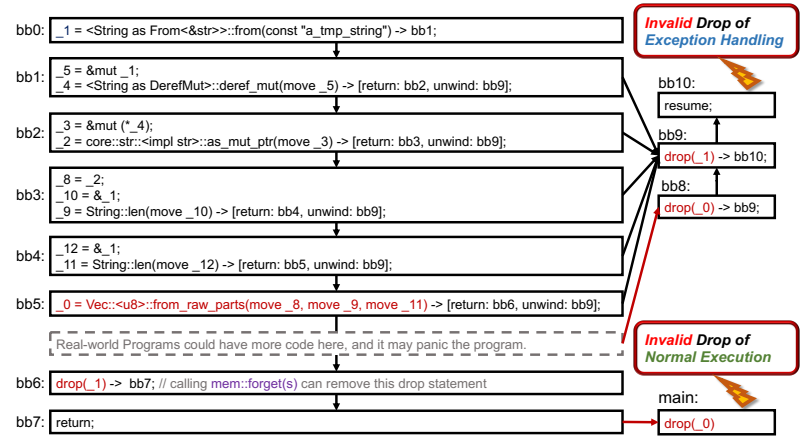 bb0: _1 = <String as From<&str>>::from(const "a_tmp_string") -> bb1;
bb1: _5 = &mut _1;
_4 = <String as DerefMut>::deref_mut(move _5) -> [return: bb2, unwind: bb9];
bb2: _3 = &mut (*_4);
_2 = core::str::<impl str>::as_mut_ptr(move _3) -> [return: bb3, unwind: bb9];
bb3: _8 = _2;
_10 = &_1;
_9 = String::len(move _10) -> [return: bb4, unwind: bb9];
bb4: _12 = &_1;
_11 = String::len(move _12) -> [return: bb5, unwind: bb9];
bb5: _0 = Vec::<u8>::from_raw_parts(move _8, move _9, move _11) -> [return: bb6, unwind: bb9];
Real-world Programs could have more code here, and it may panic the program.
bb6: drop(_1) -> bb7; // calling mem::forget(s) can remove this drop statement
bb7: return;
Invalid Drop of
Exception Handling
bb10:
resume;
bb9:
drop(_1) -> bb10;
bb8:
drop(_0) -> bb9;
Invalid Drop of
Normal Execution
main:
drop(_0)